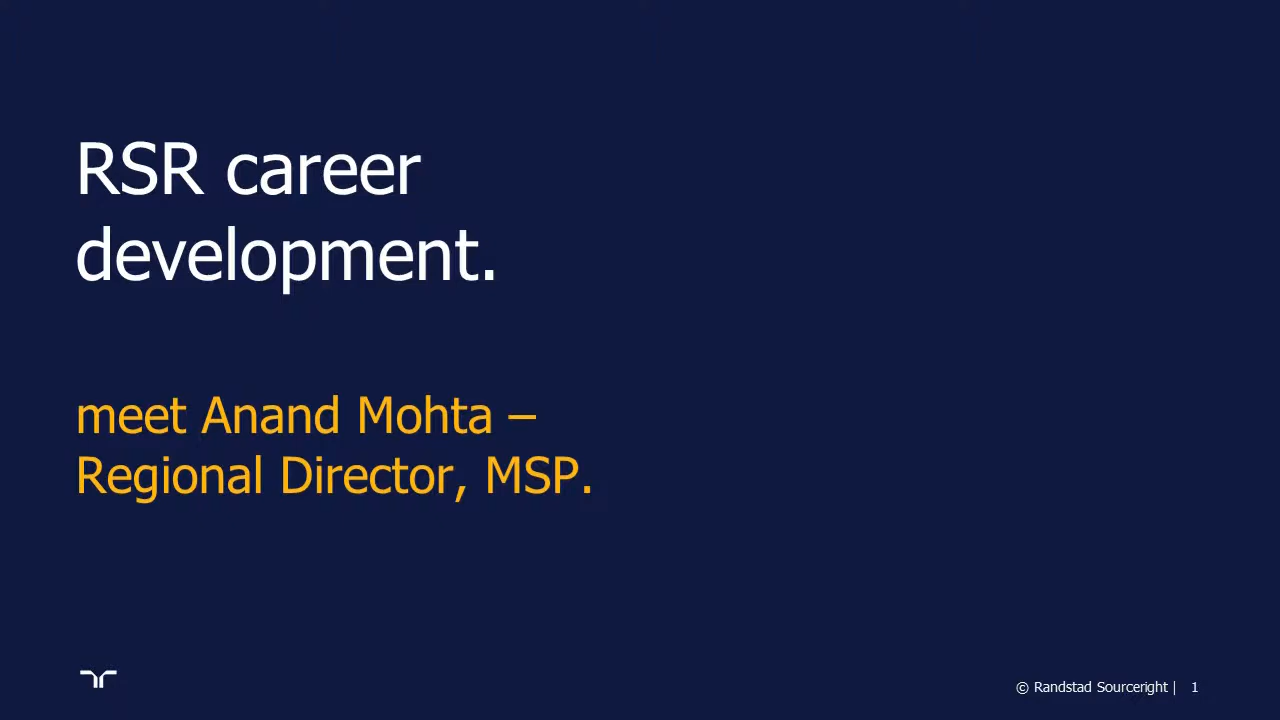 RSR career
development.
meet Anand Mohta –
Regional Director, MSP.
© Randstad Sourceright | 1